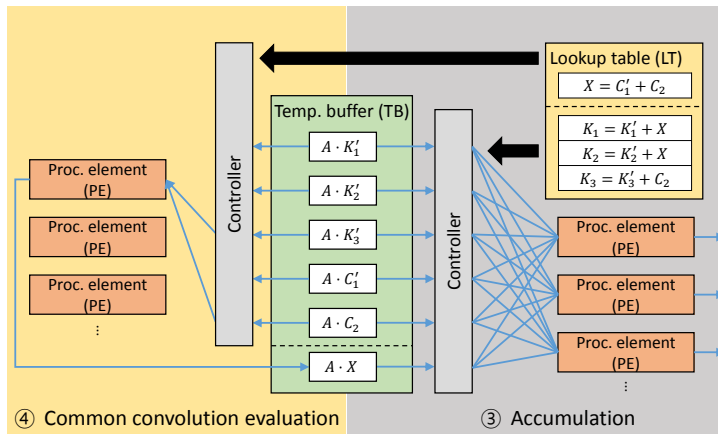 Lookup table (LT)
X = C′₁ + C₂
K₁ = K′₁ + X
K₂ = K′₂ + X
K₃ = K′₃ + C₂
Temp. buffer (TB)
A · K′₁
A · K′₂
A · K′₃
A · C′₁
A · C₂
A · X
Controller
Controller
Proc. element
(PE)
Proc. element
(PE)
Proc. element
(PE)
...
Proc. element
(PE)
Proc. element
(PE)
Proc. element
(PE)
...
④ Common convolution evaluation
③ Accumulation